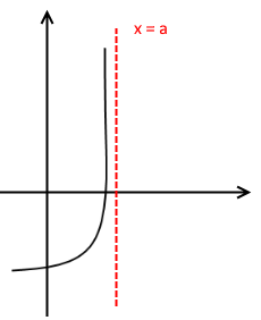 x = a